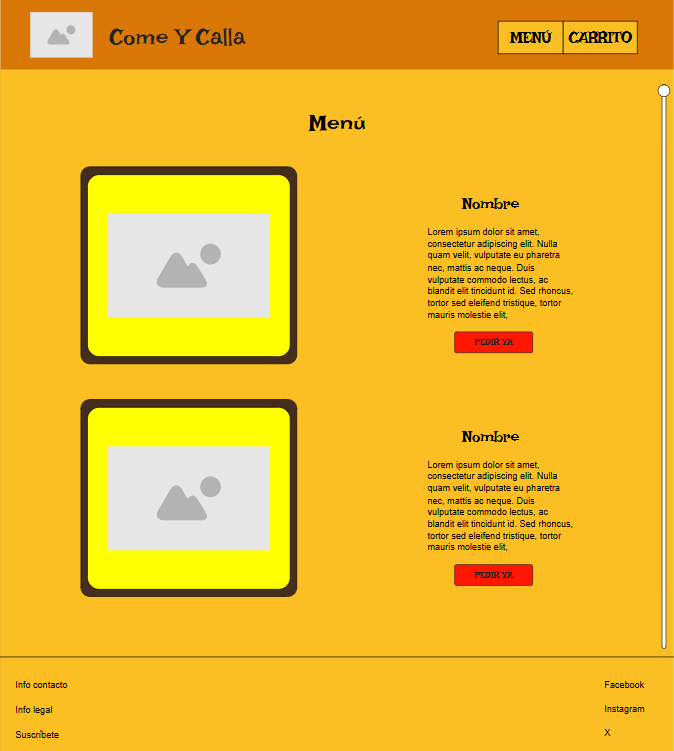 Come Y Calla
MENÚ CARRITO
Menú
Nombre
Lorem ipsum dolor sit amet,
consectetur adipiscing elit. Nulla
quam velit, vulputate eu pharetra
nec, mattis ac neque. Duis
vulputate commodo lectus, ac
blandit elit tincidunt id. Sed rhoncus,
tortor sed eleifend tristique, tortor
mauris molestie elit,
PEDIR YA
Nombre
Lorem ipsum dolor sit amet,
consectetur adipiscing elit. Nulla
quam velit, vulputate eu pharetra
nec, mattis ac neque. Duis
vulputate commodo lectus, ac
blandit elit tincidunt id. Sed rhoncus,
tortor sed eleifend tristique, tortor
mauris molestie elit,
PEDIR YA
Info contacto
Info legal
Suscríbete
Facebook
Instagram
X